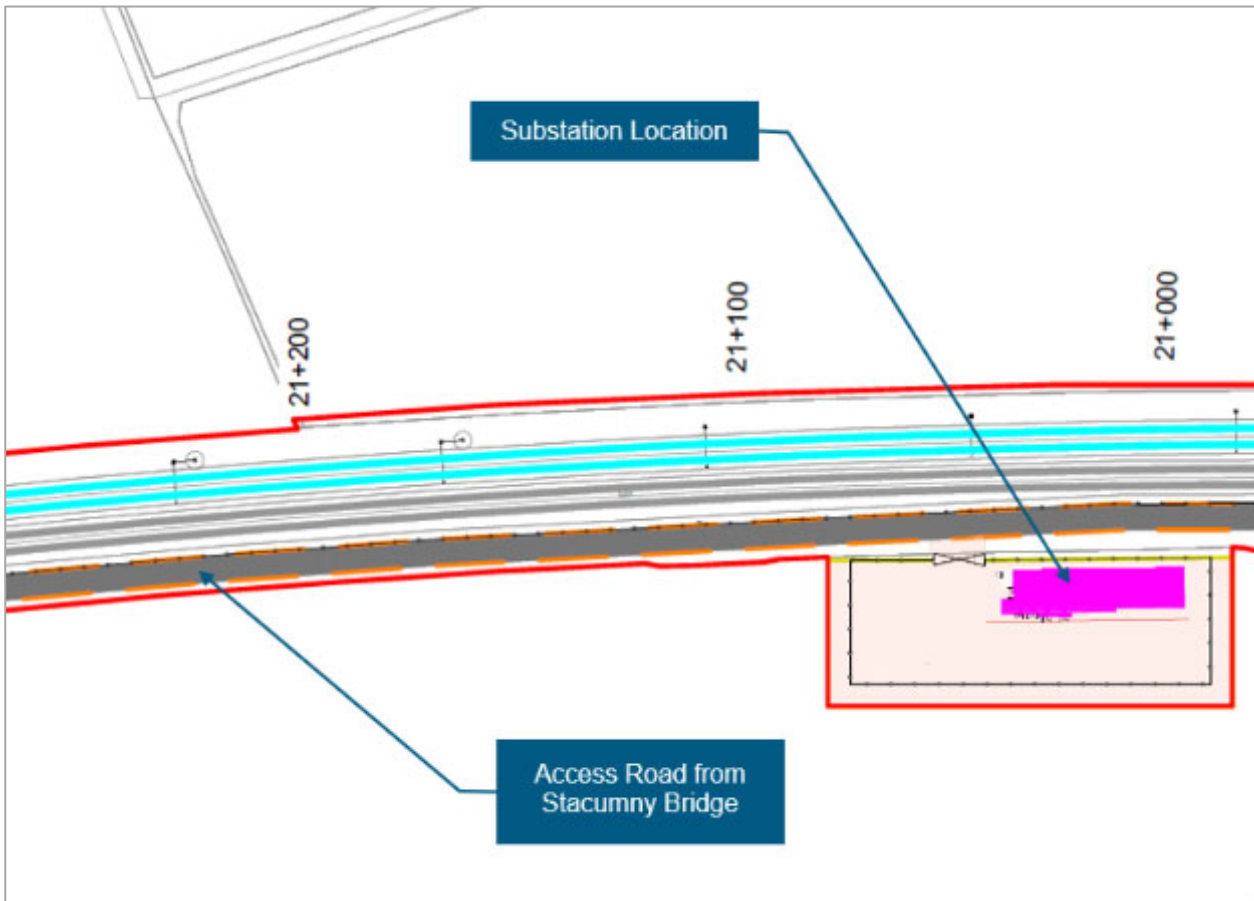 Substation Location
21+200
21+100
21+000
Access Road from
Stacumny Bridge